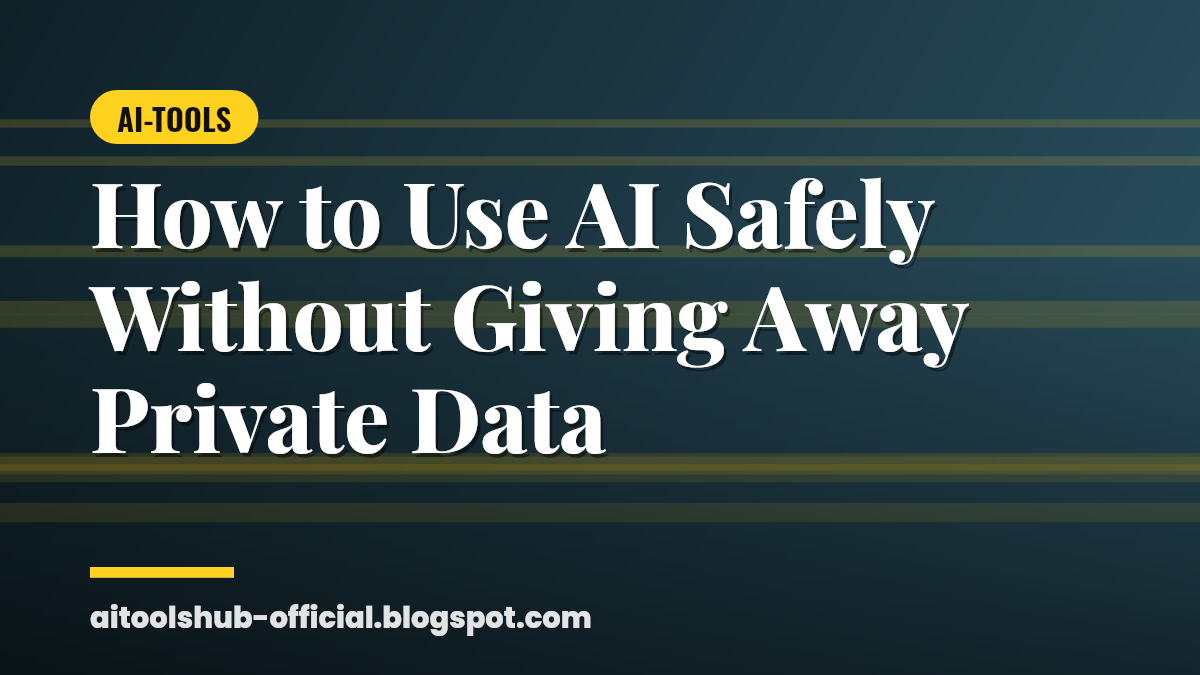 AI-TOOLS
How to Use AI Safely
Without Giving Away
Private Data
aitoolshub-official.blogspot.com